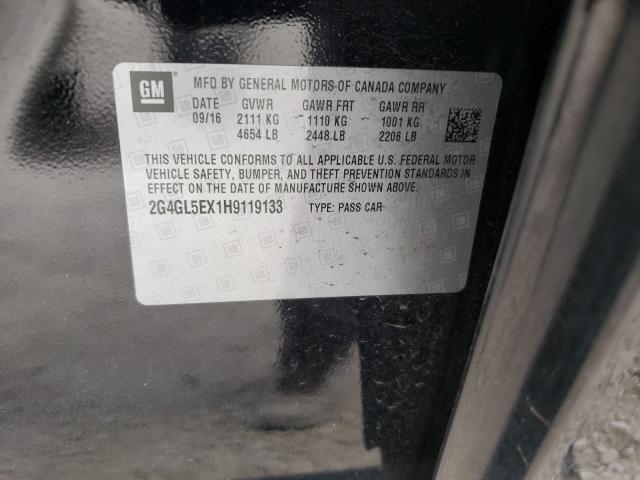 GM
MFD BY GENERAL MOTORS OF CANADA COMPANY
DATE GVWR GAWR FRT GAWR RR
09/16 2111 KG 1110 KG 1001 KG
4654 LB 2448 LB 2206 LB
THIS VEHICLE CONFORMS TO ALL APPLICABLE U.S. FEDERAL MOTOR
VEHICLE SAFETY, BUMPER, AND THEFT PREVENTION STANDARDS
IN EFFECT ON THE DATE OF MANUFACTURE SHOWN ABOVE.
2G4GL5EX1H9119133 TYPE: PASS CAR